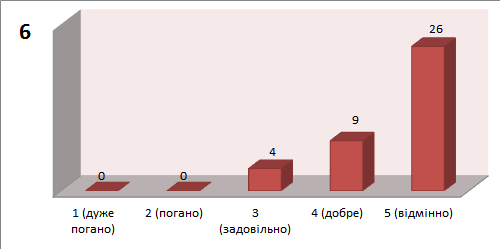 6
26
9
4
0
0
1 (дуже погано)
2 (погано)
3 (задовільно)
4 (добре)
5 (відмінно)